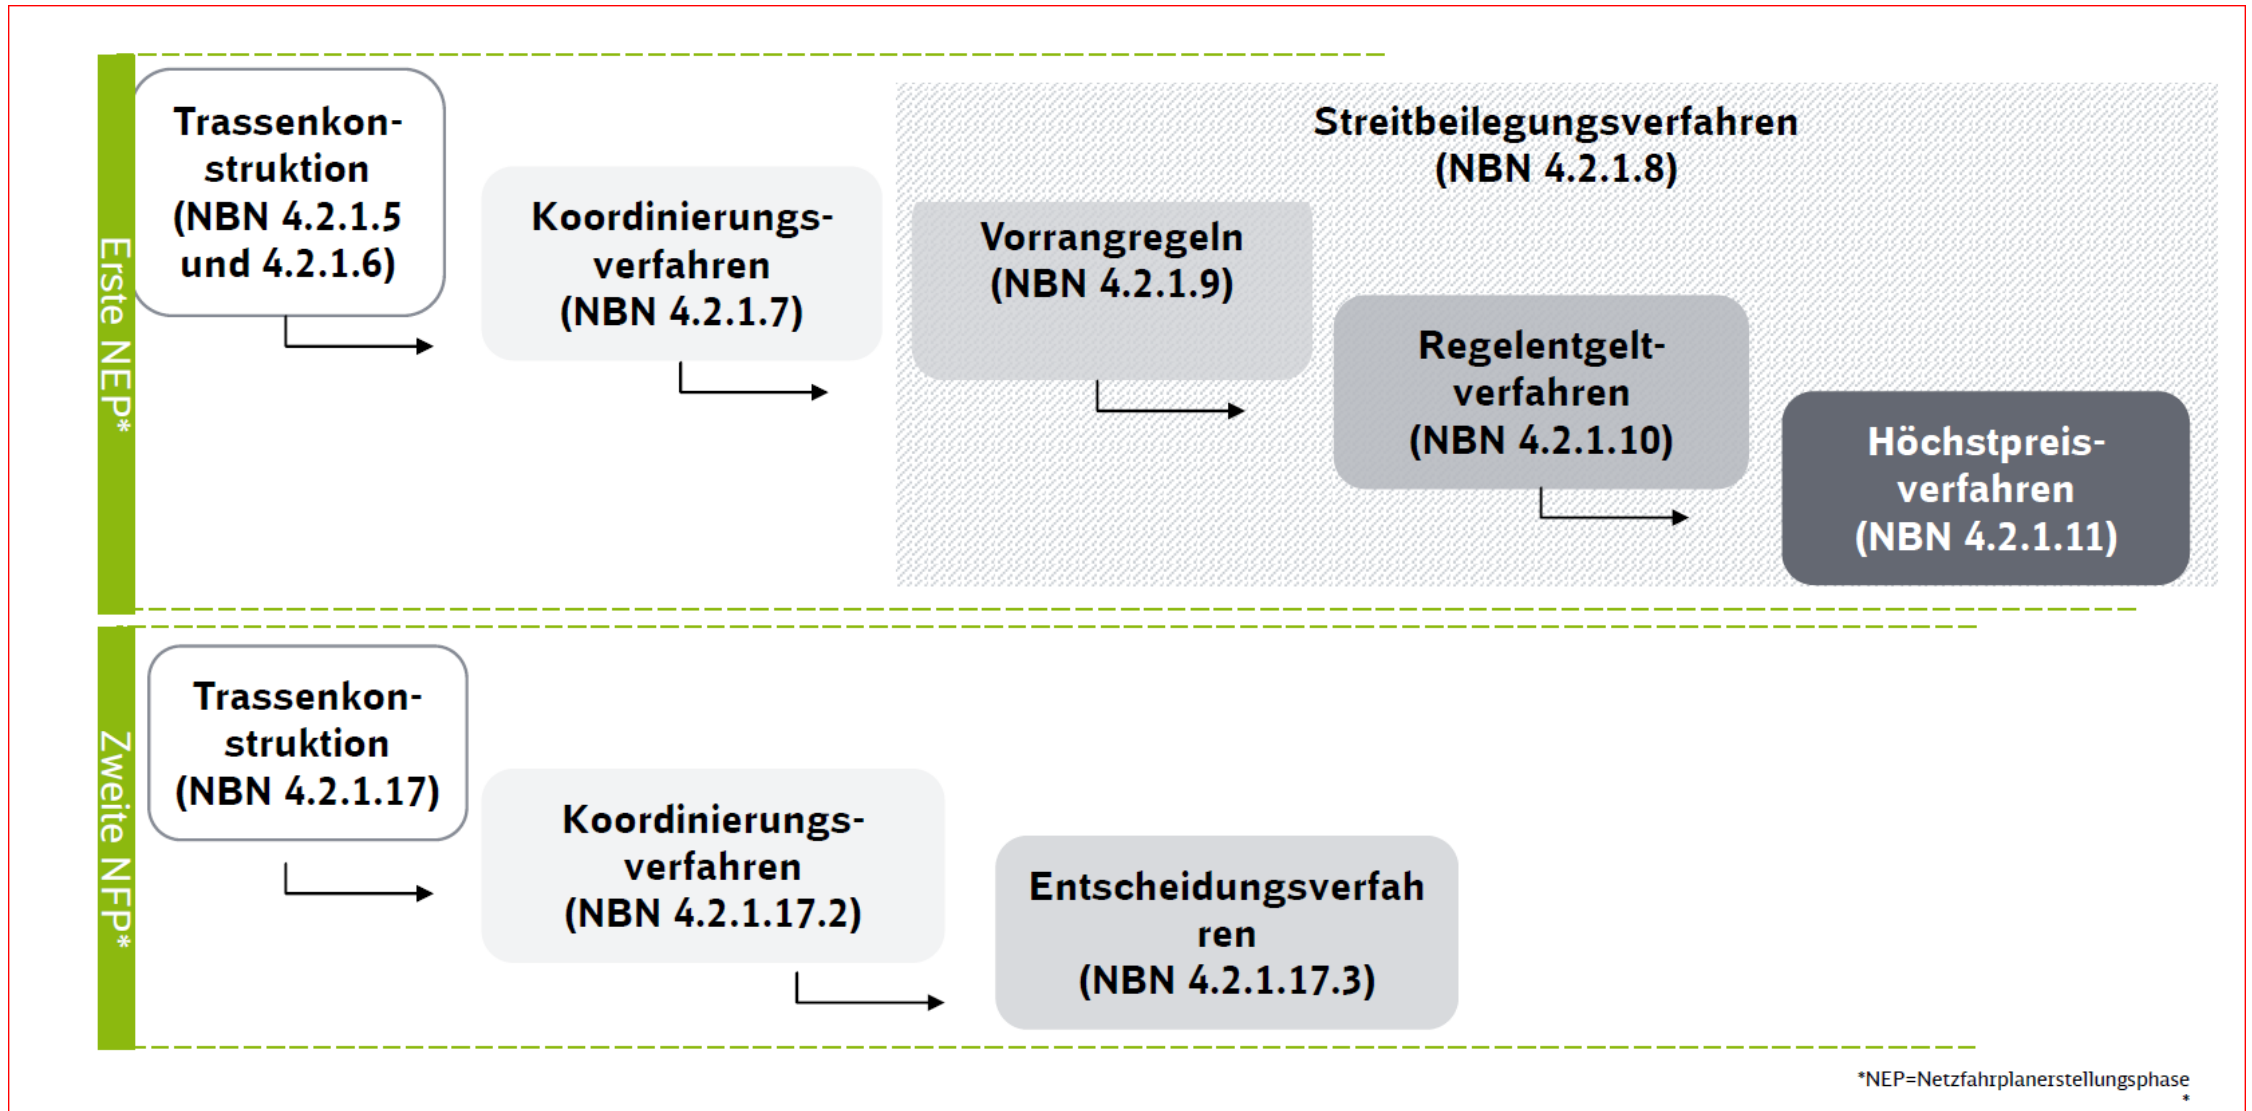 Erste NEP*
Trassenkon-
struktion
(NBN 4.2.1.5
und 4.2.1.6)
Koordinierungs-
verfahren
(NBN 4.2.1.7)
Streitbeilegungsverfahren
(NBN 4.2.1.8)
Vorrangregeln
(NBN 4.2.1.9)
Regelentgelt-
verfahren
(NBN 4.2.1.10)
Höchstpreis-
verfahren
(NBN 4.2.1.11)
Zweite NFP*
Trassenkon-
struktion
(NBN 4.2.1.17)
Koordinierungs-
verfahren
(NBN 4.2.1.17.2)
Entscheidungsverfah
ren
(NBN 4.2.1.17.3)
*NEP=Netzfahrplanerstellungsphase
*